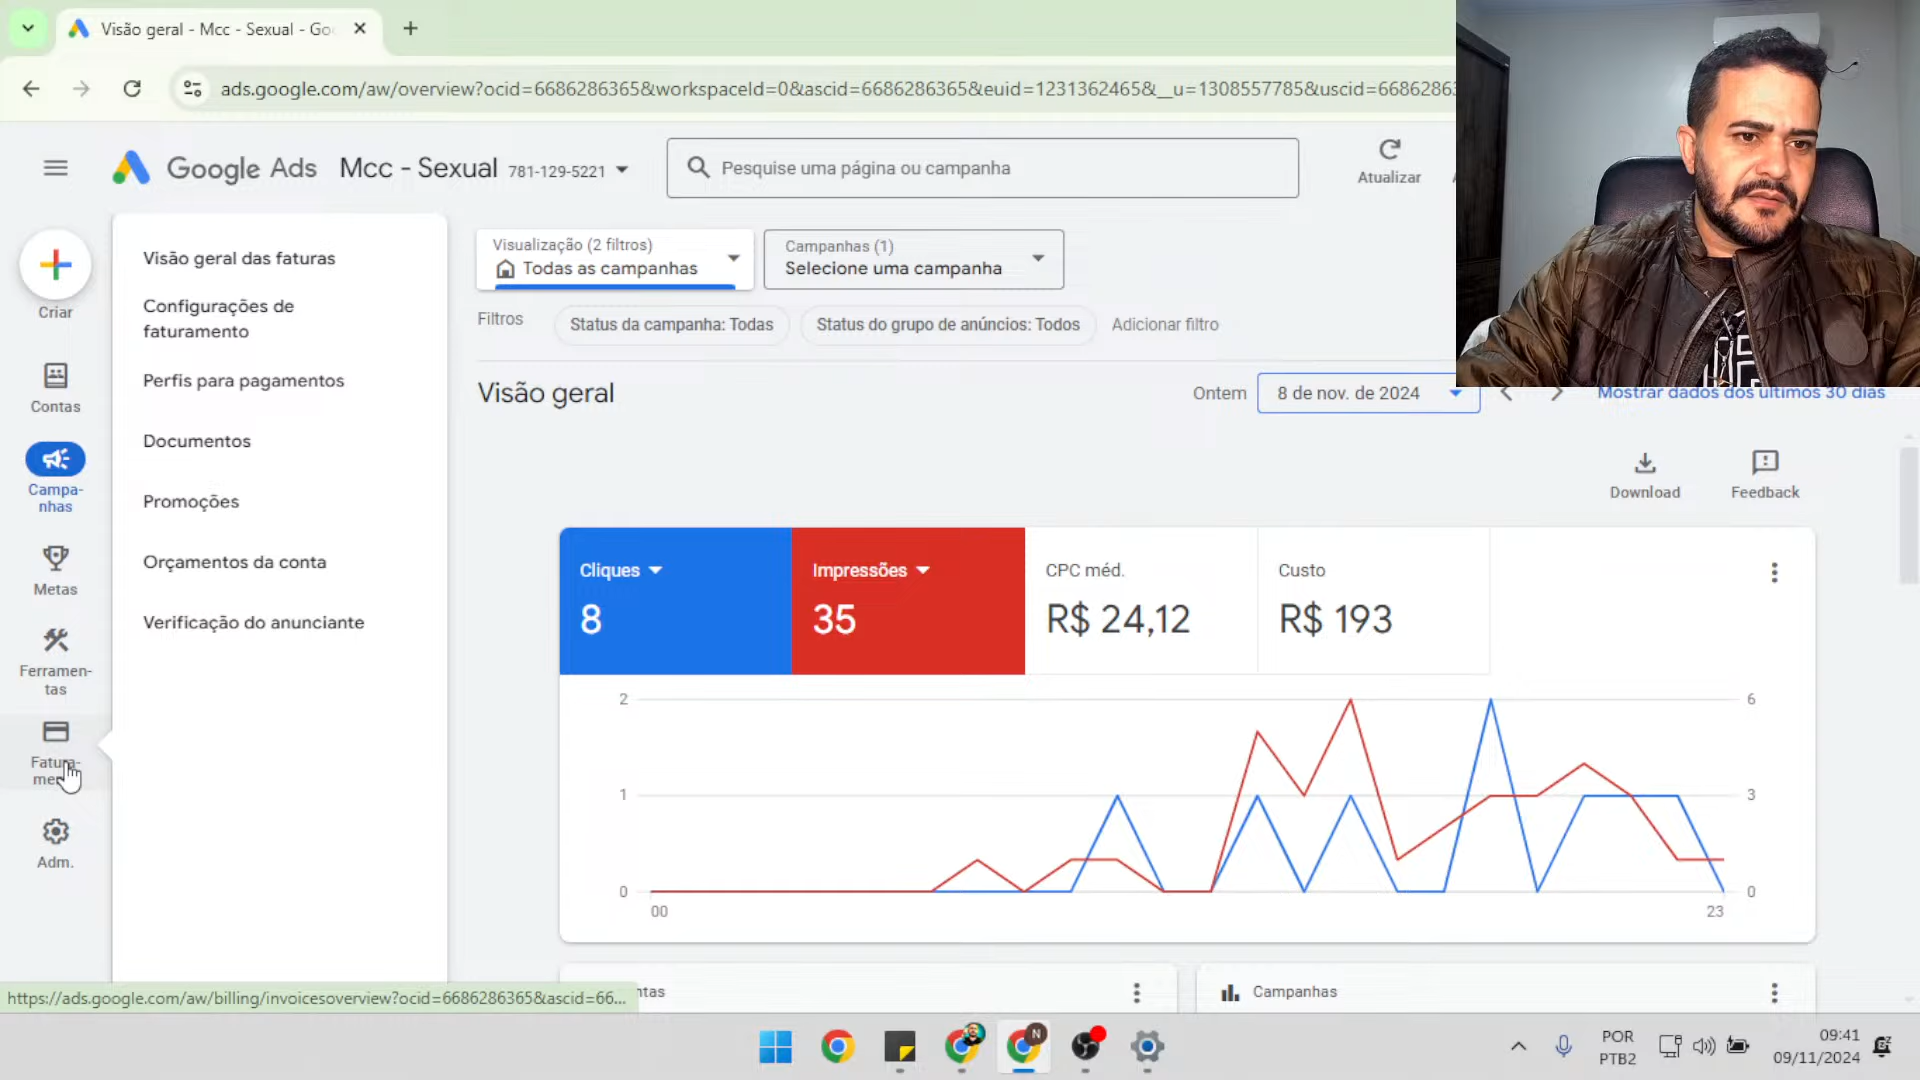 Visão geral - Mcc - Sexual - Goo
ads.google.com/aw/overview?ocid=6686286365&workspaceId=0&ascid=6686286365&euid=1231362465&__u=1308557785&uscid=66862863
Google Ads
Mcc - Sexual 781-129-5221
Pesquise uma página ou campanha
Atualizar
Criar
Contas
Campa-
nhas
Metas
Ferramen-
tas
Fatura-
Adm.
Visão geral das faturas
Configurações de
faturamento
Perfis para pagamentos
Documentos
Promoções
Orçamentos da conta
Verificação do anunciante
Visualização (2 filtros)
Todas as campanhas
Campanhas (1)
Selecione uma campanha
Filtros
Status da campanha: Todas
Status do grupo de anúncios: Todos
Adicionar filtro
Visão geral
Ontem
8 de nov. de 2024
Mostrar dados dos últimos 30 dias
Download
Feedback
Cliques
8
Impressões
35
CPC méd.
R$ 24,12
Custo
R$ 193
2
1
0
6
3
0
00
23
ntas
Campanhas
https://ads.google.com/aw/billing/invoicesoverview?ocid=6686286365&ascid=66...
N
POR
PTB2
09:41
09/11/2024